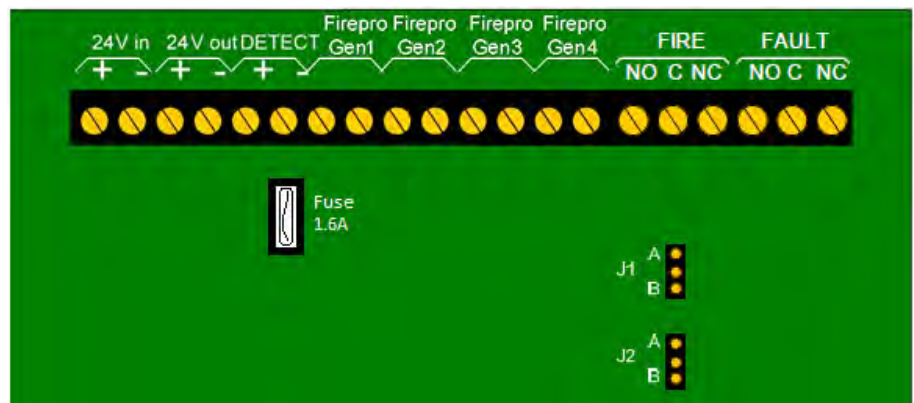 Firepro Firepro Firepro Firepro
24V in 24V out DETECT Gen1 Gen2 Gen3 Gen4 FIRE FAULT
+ - + - + - NO C NC NO C NC
Fuse
1.6A
A
J1
B
A
J2
B